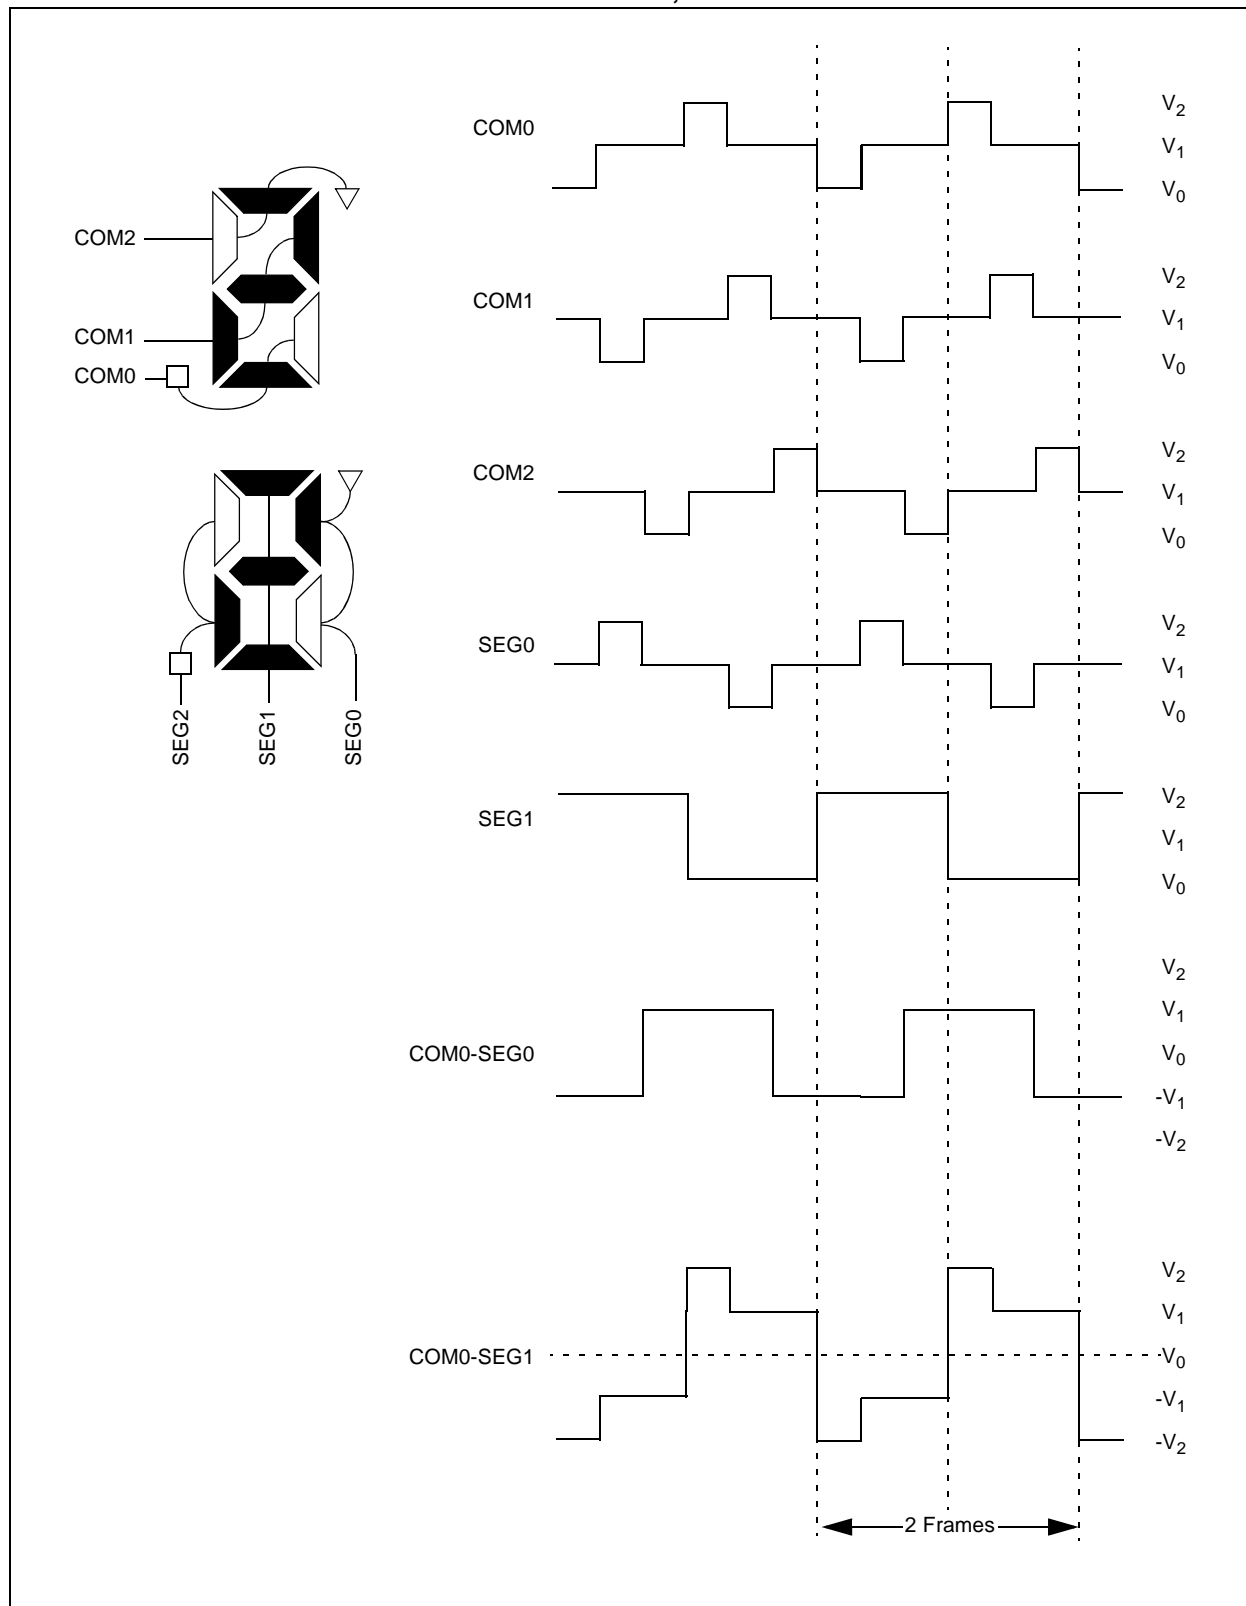 COM0
V2
V1
V0
COM2
COM1
COM0
COM1
V2
V1
V0
COM2
V2
V1
V0
SEG0
V2
V1
V0
SEG2
SEG1
SEG0
SEG1
V2
V1
V0
COM0-SEG0
V2
V1
V0
-V1
-V2
COM0-SEG1
V2
V1
V0
-V1
-V2
2 Frames